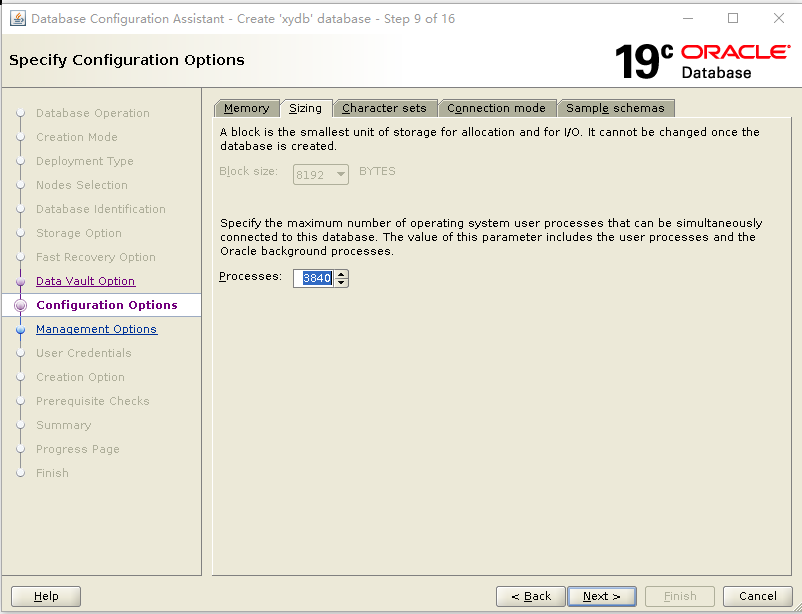 Database Configuration Assistant - Create 'xydb' database - Step 9 of 16
Specify Configuration Options
19c ORACLE
Database
Database Operation
Creation Mode
Deployment Type
Nodes Selection
Database Identification
Storage Option
Fast Recovery Option
Data Vault Option
Configuration Options
Management Options
User Credentials
Creation Option
Prerequisite Checks
Summary
Progress Page
Finish
Memory Sizing Character sets Connection mode Sample schemas
A block is the smallest unit of storage for allocation and for I/O. It cannot be changed once the
database is created.
Block size: 8192 BYTES
Specify the maximum number of operating system user processes that can be simultaneously
connected to this database. The value of this parameter includes the user processes and the
Oracle background processes.
Processes: 3840
Help < Back Next > Finish Cancel